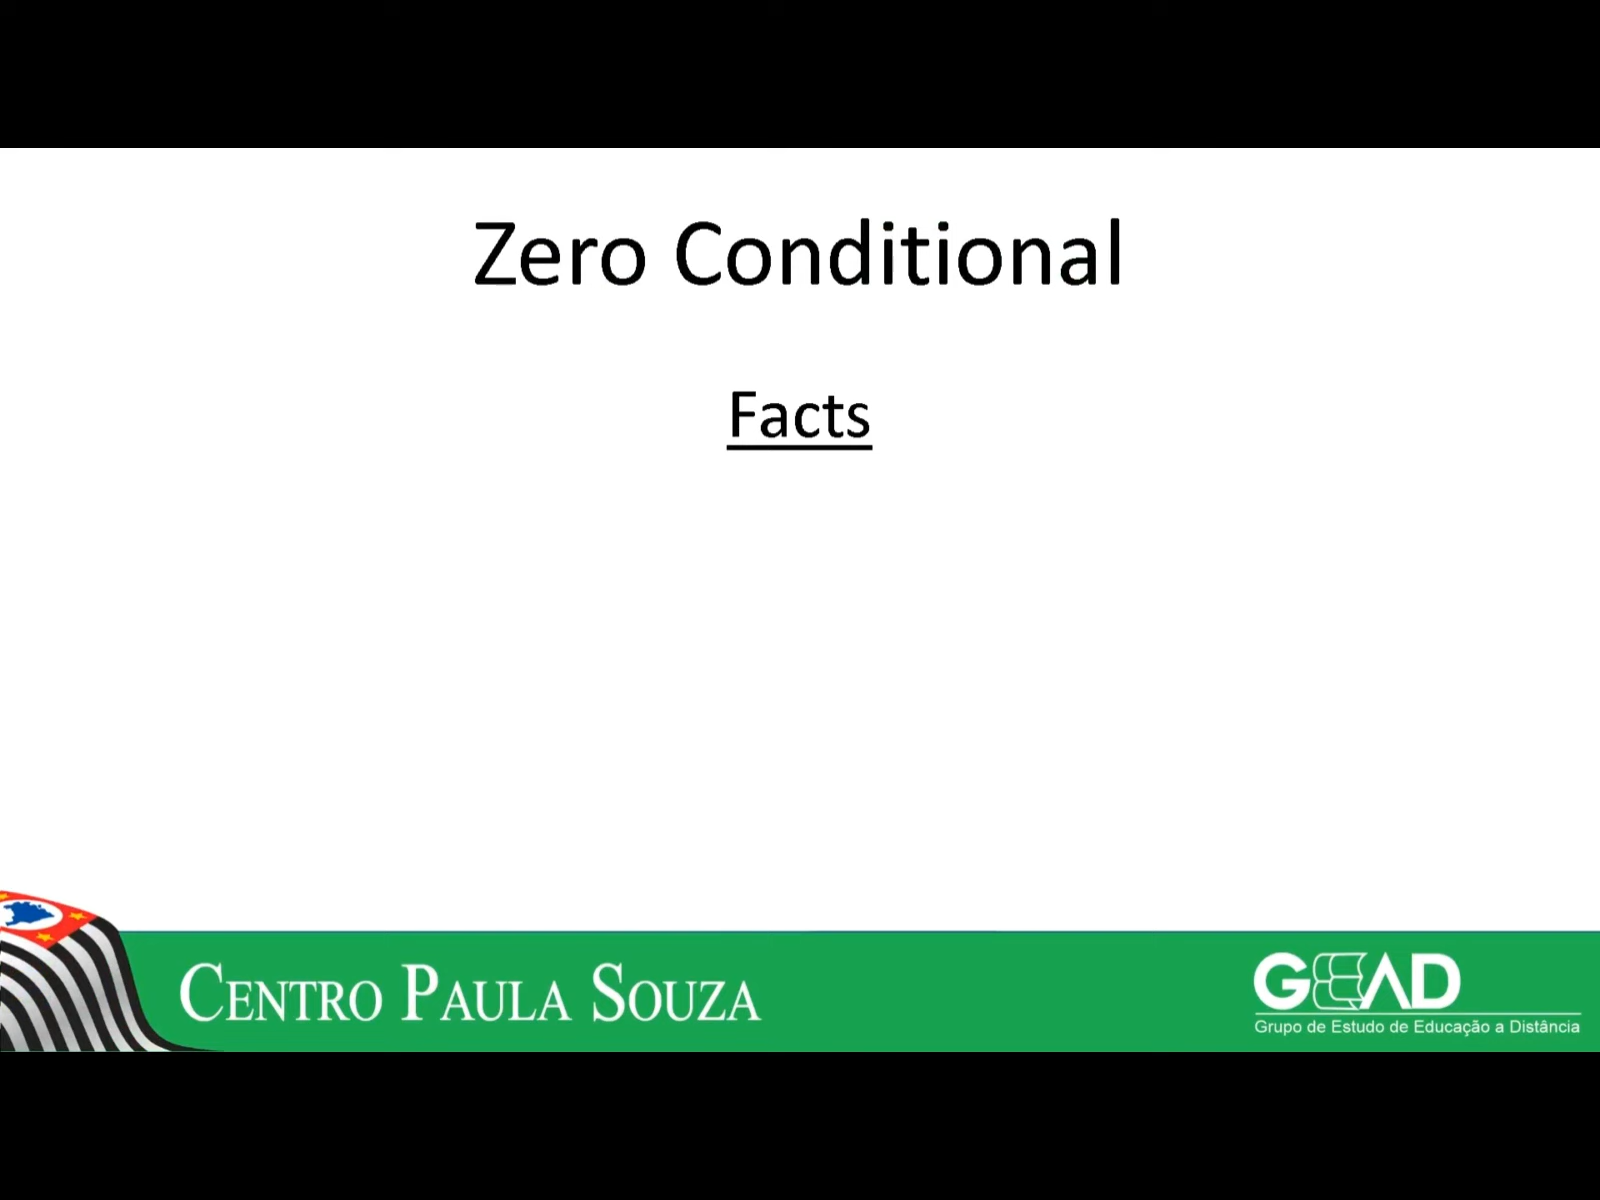 Zero Conditional
Facts
CENTRO PAULA SOUZA
GEAD
Grupo de Estudo de Educação a Distância